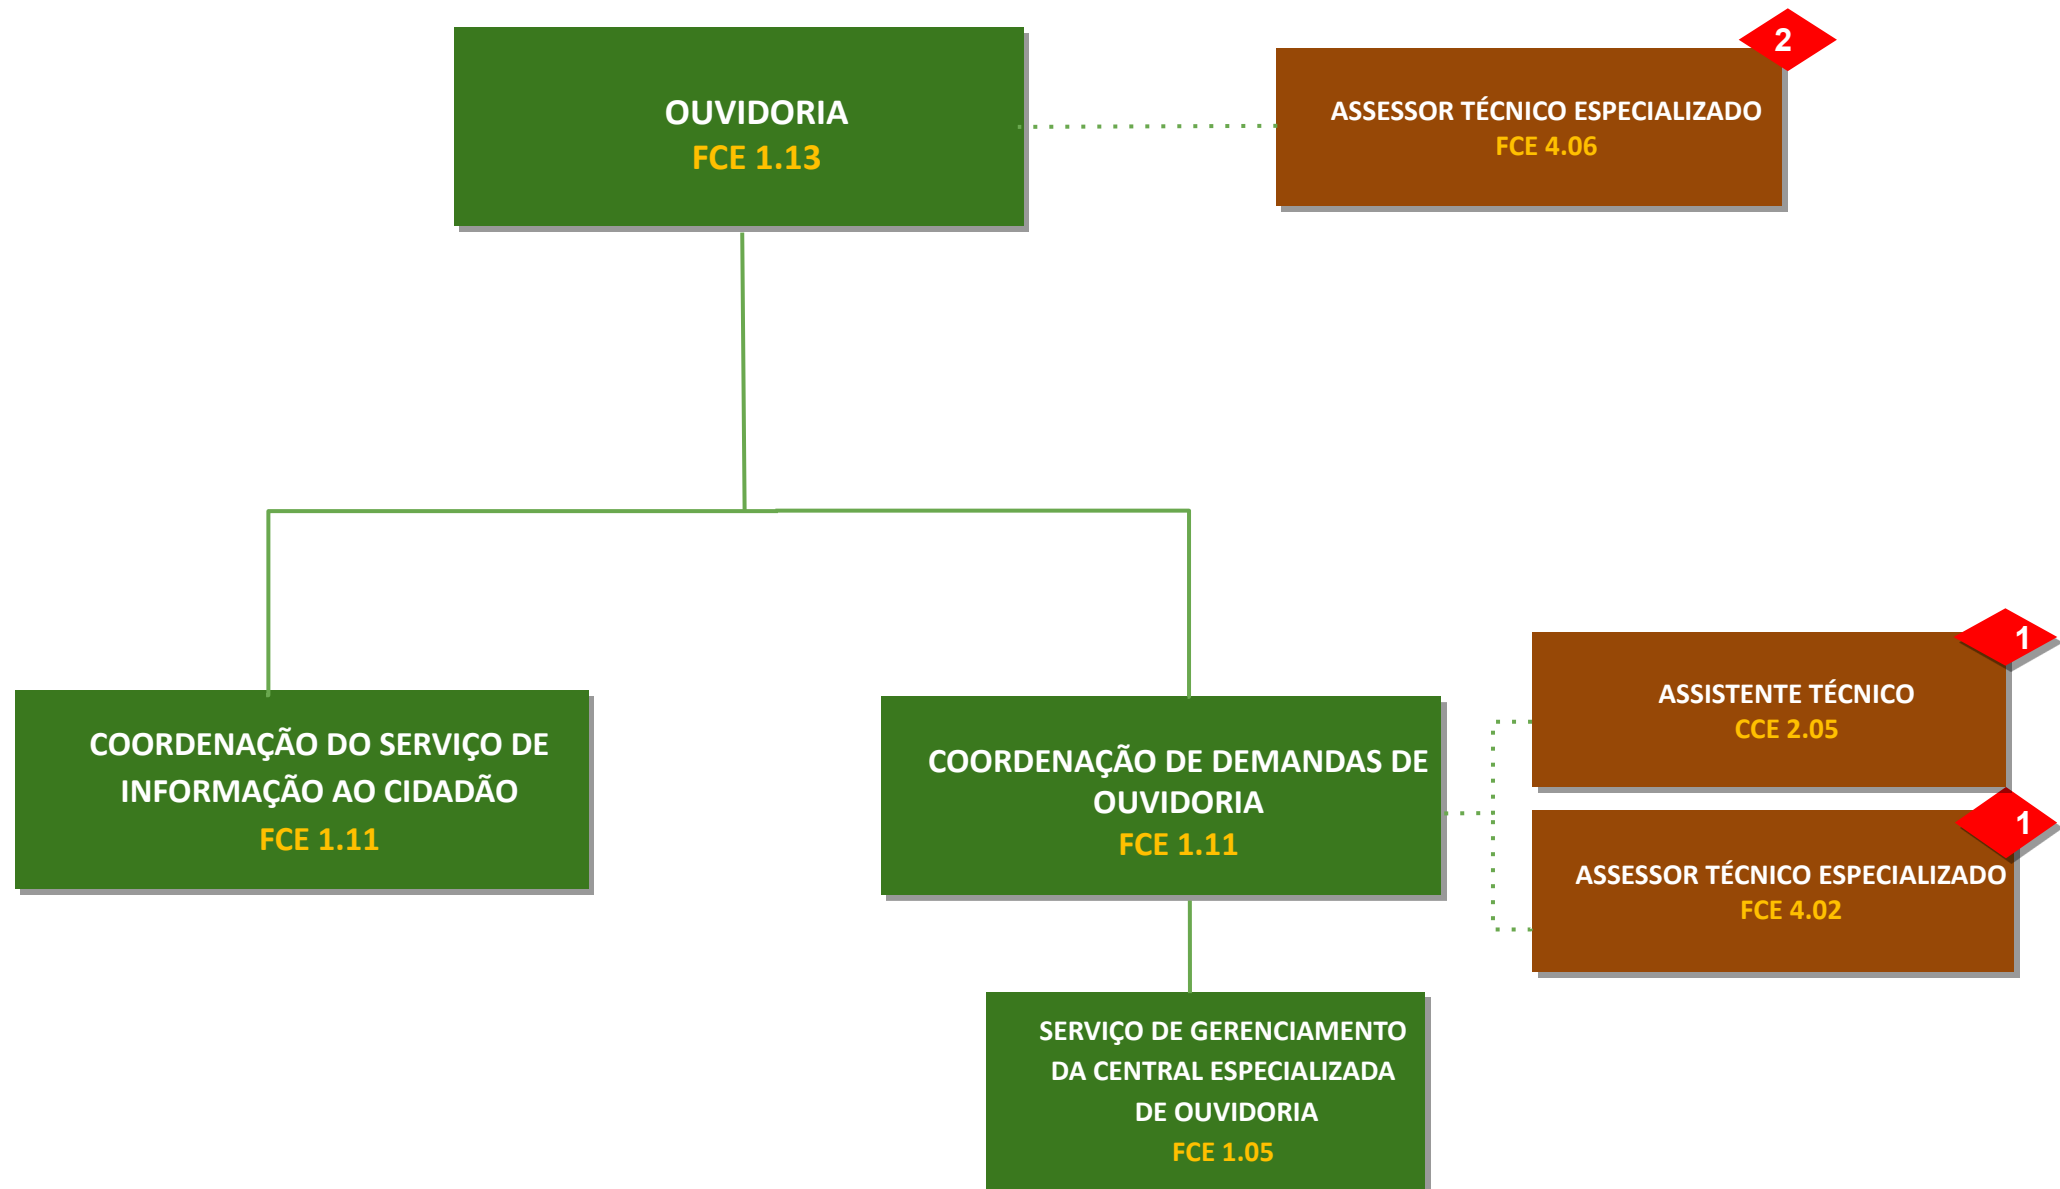 OUVIDORIA
FCE 1.13
2
ASSESSOR TÉCNICO ESPECIALIZADO
FCE 4.06
COORDENAÇÃO DO SERVIÇO DE
INFORMAÇÃO AO CIDADÃO
FCE 1.11
COORDENAÇÃO DE DEMANDAS DE
OUVIDORIA
FCE 1.11
1
ASSISTENTE TÉCNICO
CCE 2.05
1
ASSESSOR TÉCNICO ESPECIALIZADO
FCE 4.02
SERVIÇO DE GERENCIAMENTO
DA CENTRAL ESPECIALIZADA
DE OUVIDORIA
FCE 1.05